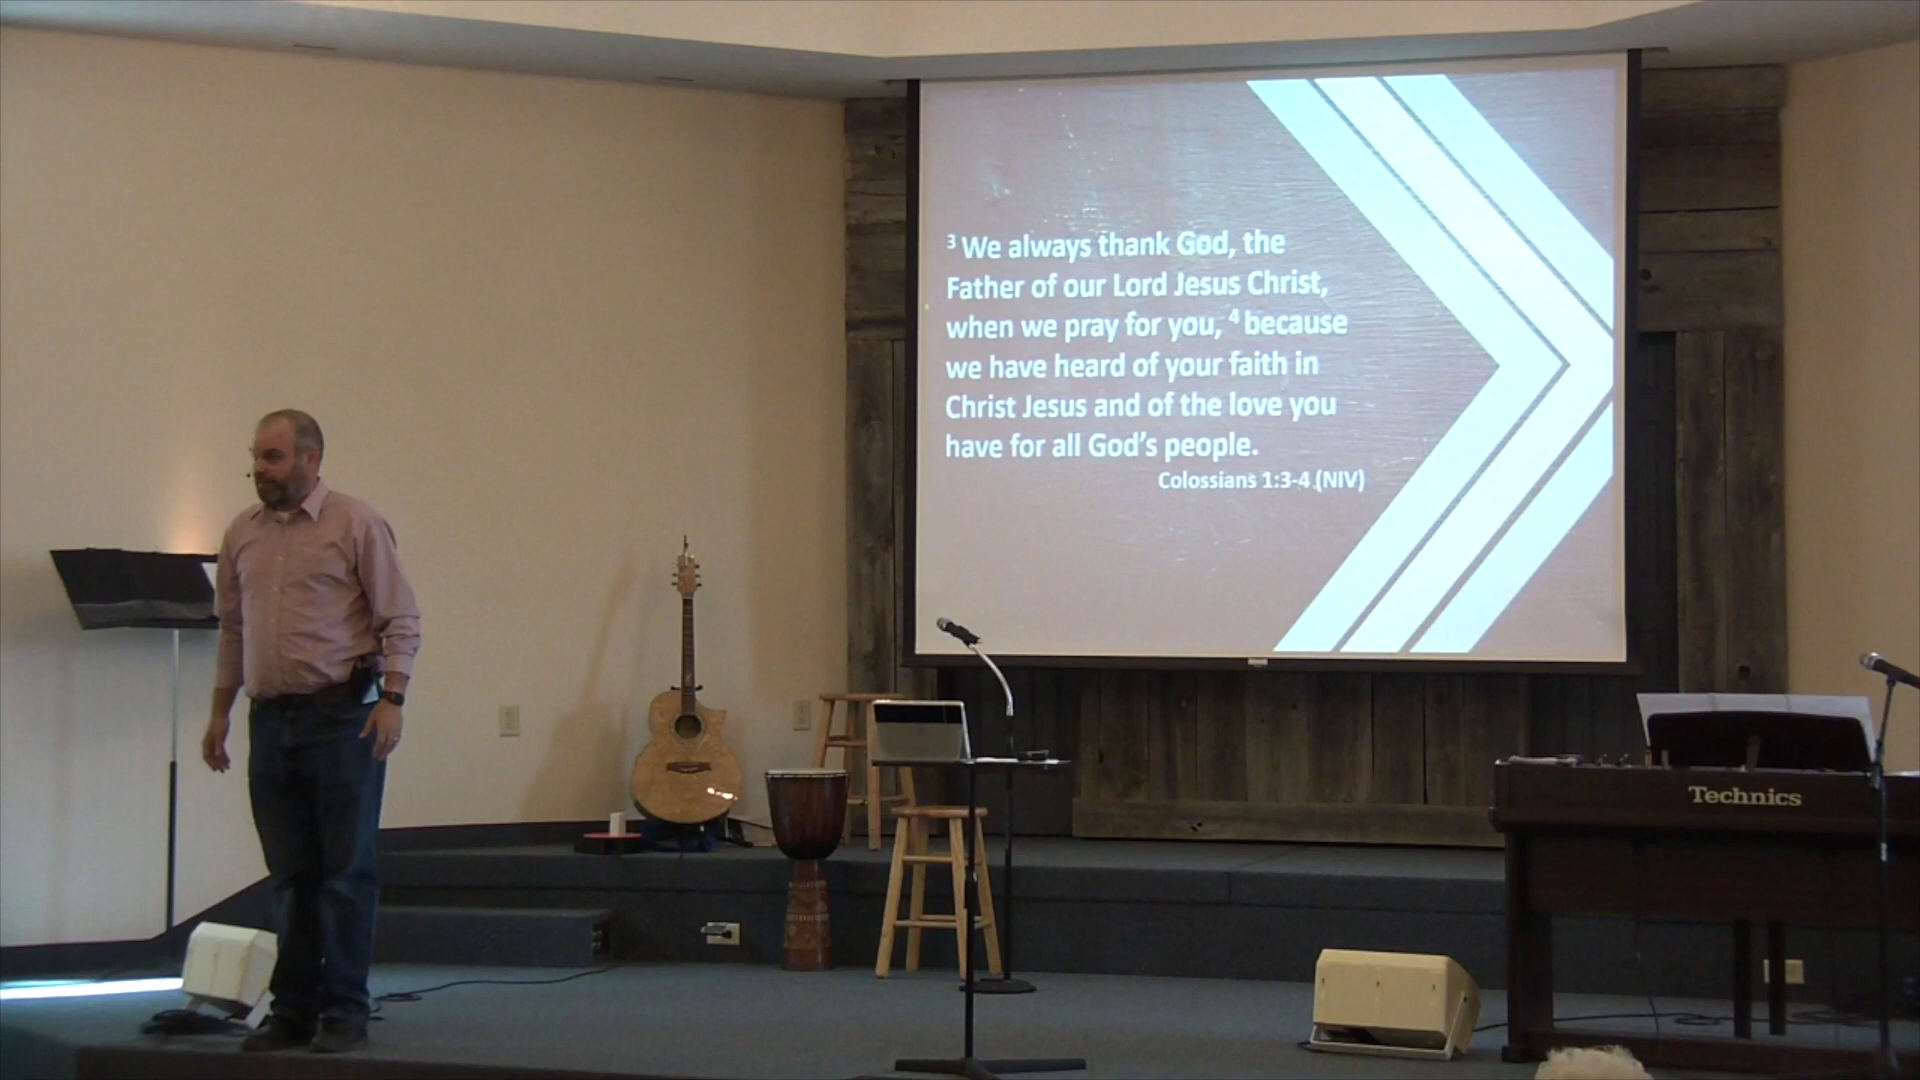 ³ We always thank God, the
Father of our Lord Jesus Christ,
when we pray for you, ⁴ because
we have heard of your faith in
Christ Jesus and of the love you
have for all God's people.
Colossians 1:3-4 (NIV)
Technics